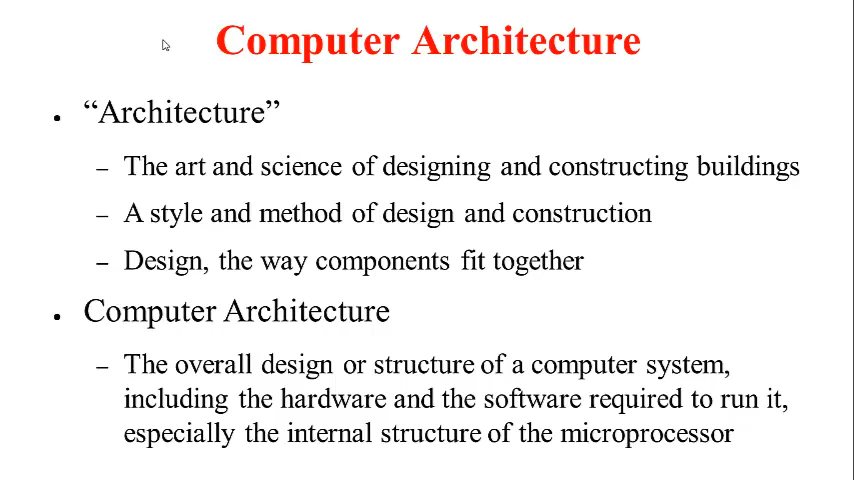 Computer Architecture
• “Architecture”
– The art and science of designing and constructing buildings
– A style and method of design and construction
– Design, the way components fit together
• Computer Architecture
– The overall design or structure of a computer system,
including the hardware and the software required to run it,
especially the internal structure of the microprocessor